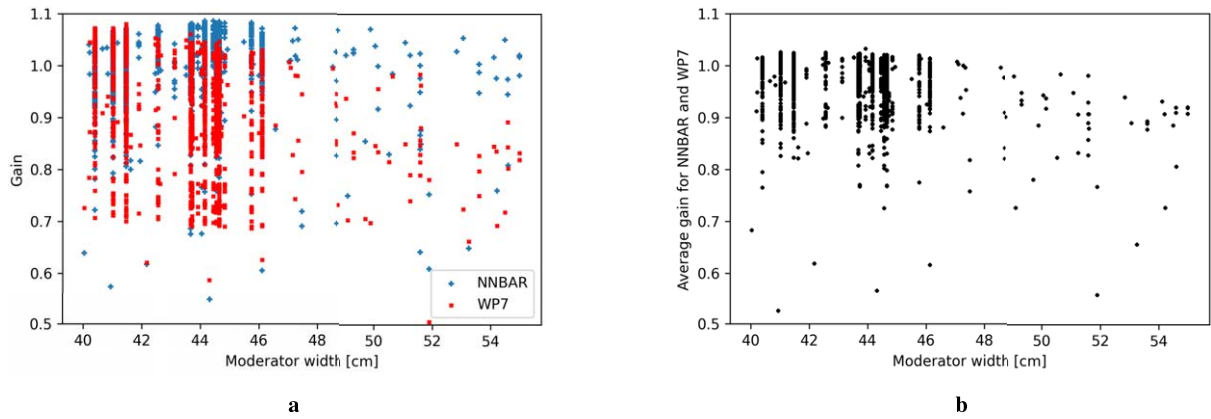 1.1
1.0
0.9
0.8
0.7
0.6
0.5
Gain
40 42 44 46 48 50 52 54
Moderator width [cm]
NNBAR
WP7
a
1.1
1.0
0.9
0.8
0.7
0.6
0.5
Average gain for NNBAR and WP7
40 42 44 46 48 50 52 54
Moderator width [cm]
b